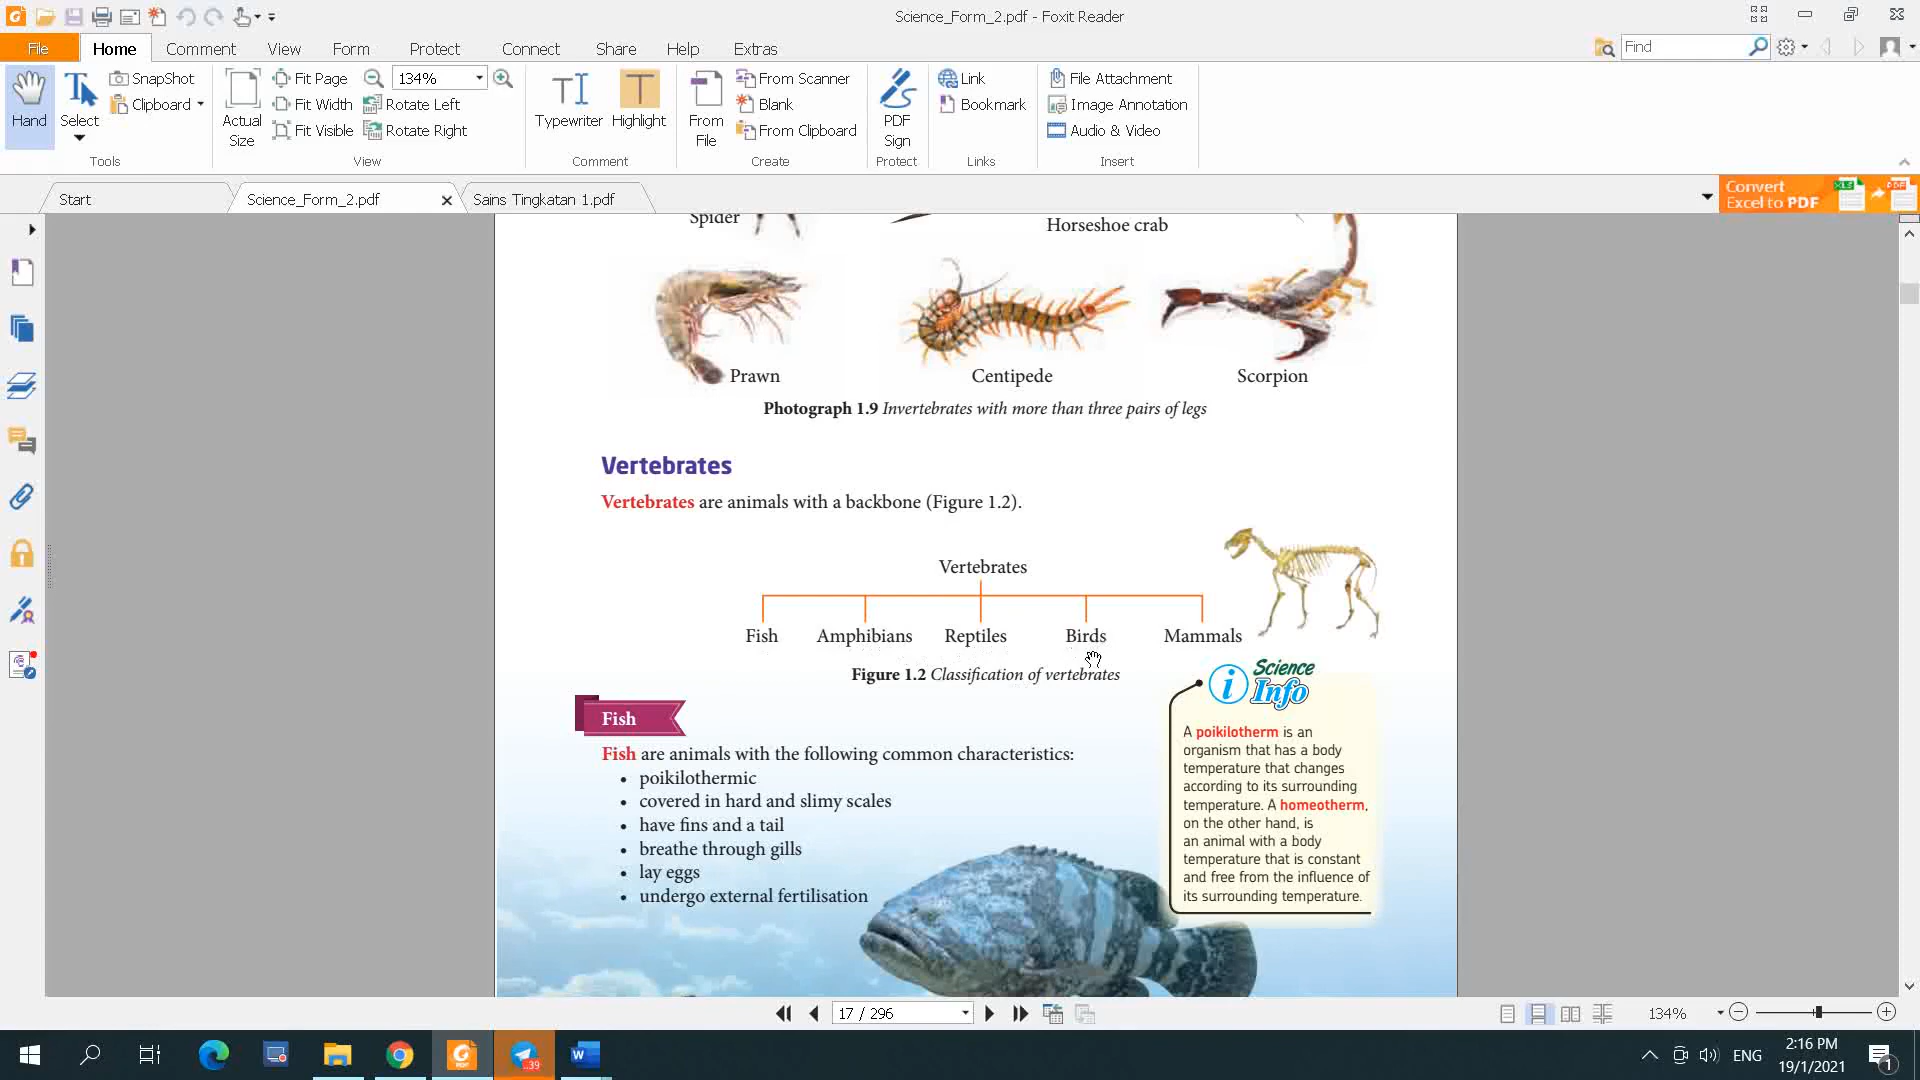 Science_Form_2.pdf - Foxit Reader
File Home Comment View Form Protect Connect Share Help Extras
Find
Hand
Select
SnapShot
Clipboard
Tools
Actual Size
Fit Page
Fit Width
Fit Visible
134%
Rotate Left
Rotate Right
View
Typewriter
Highlight
Comment
From File
From Scanner
Blank
From Clipboard
Create
PDF Sign
Protect
Link
Bookmark
Links
File Attachment
Image Annotation
Audio & Video
Insert
Start
Science_Form_2.pdf
Sains Tingkatan 1.pdf
Convert
Excel to PDF
Spider
Horseshoe crab
Prawn
Centipede
Scorpion
Photograph 1.9 Invertebrates with more than three pairs of legs
Vertebrates
Vertebrates are animals with a backbone (Figure 1.2).
Vertebrates
Fish Amphibians Reptiles Birds Mammals
Figure 1.2 Classification of vertebrates
Fish
Fish are animals with the following common characteristics:
• poikilothermic
• covered in hard and slimy scales
• have fins and a tail
• breathe through gills
• lay eggs
• undergo external fertilisation
i Science
Info
A poikilotherm is an
organism that has a body
temperature that changes
according to its surrounding
temperature. A homeotherm,
on the other hand, is
an animal with a body
temperature that is constant
and free from the influence of
its surrounding temperature.
17 / 296
134%
ENG
2:16 PM
19/1/2021
1